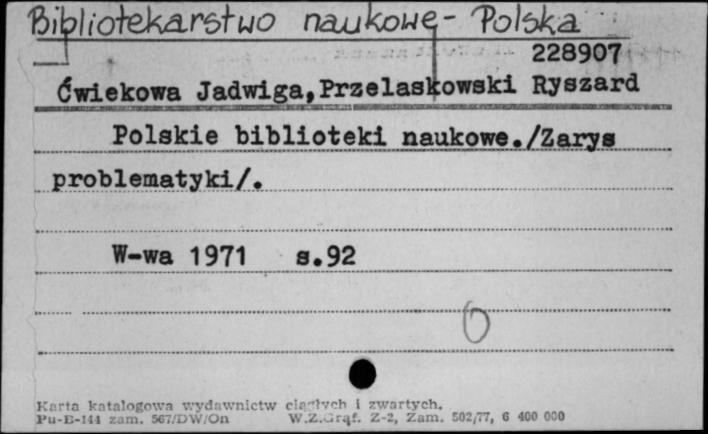 Bibliotekarstwo naukowe - Polska
228907
Ćwiekowa Jadwiga, Przelaskowski Ryszard
Polskie biblioteki naukowe./Zarys
problematyki/.
W-wa 1971 s.92
Karta katalogowa wydawnictw ciągłych i zwartych.
Pu-B-144 zam. 567/DW/On W.Z.Graf. Z-2, Zam. 502/77, 6 400 000